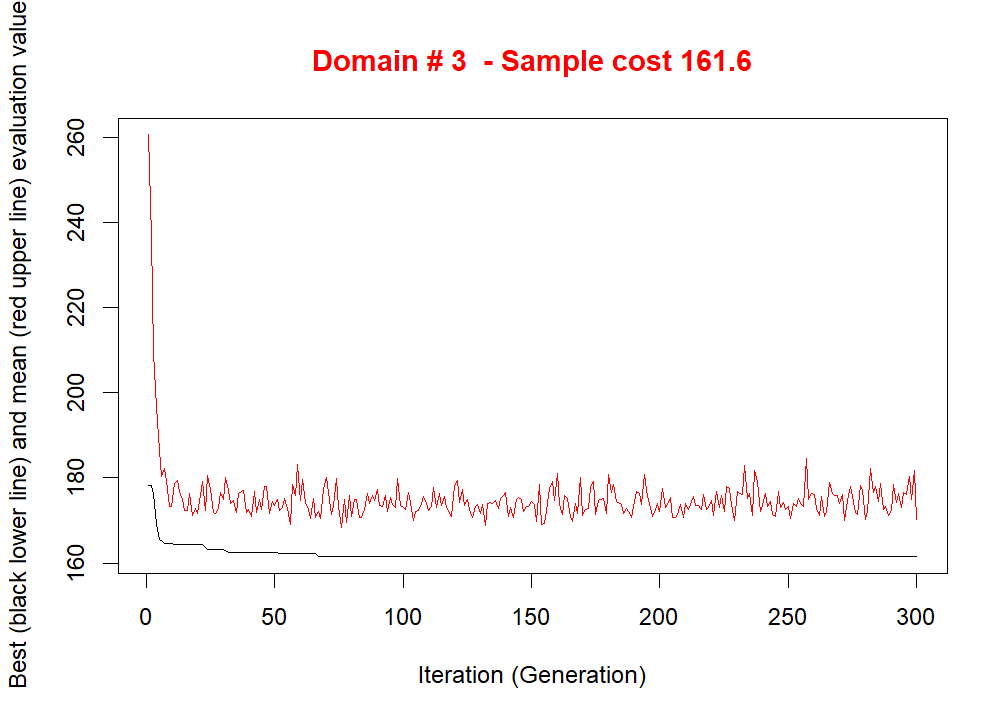 Domain # 3  - Sample cost 161.6
Best (black lower line) and mean (red upper line) evaluation value
260
240
220
200
180
160
0 50 100 150 200 250 300
Iteration (Generation)